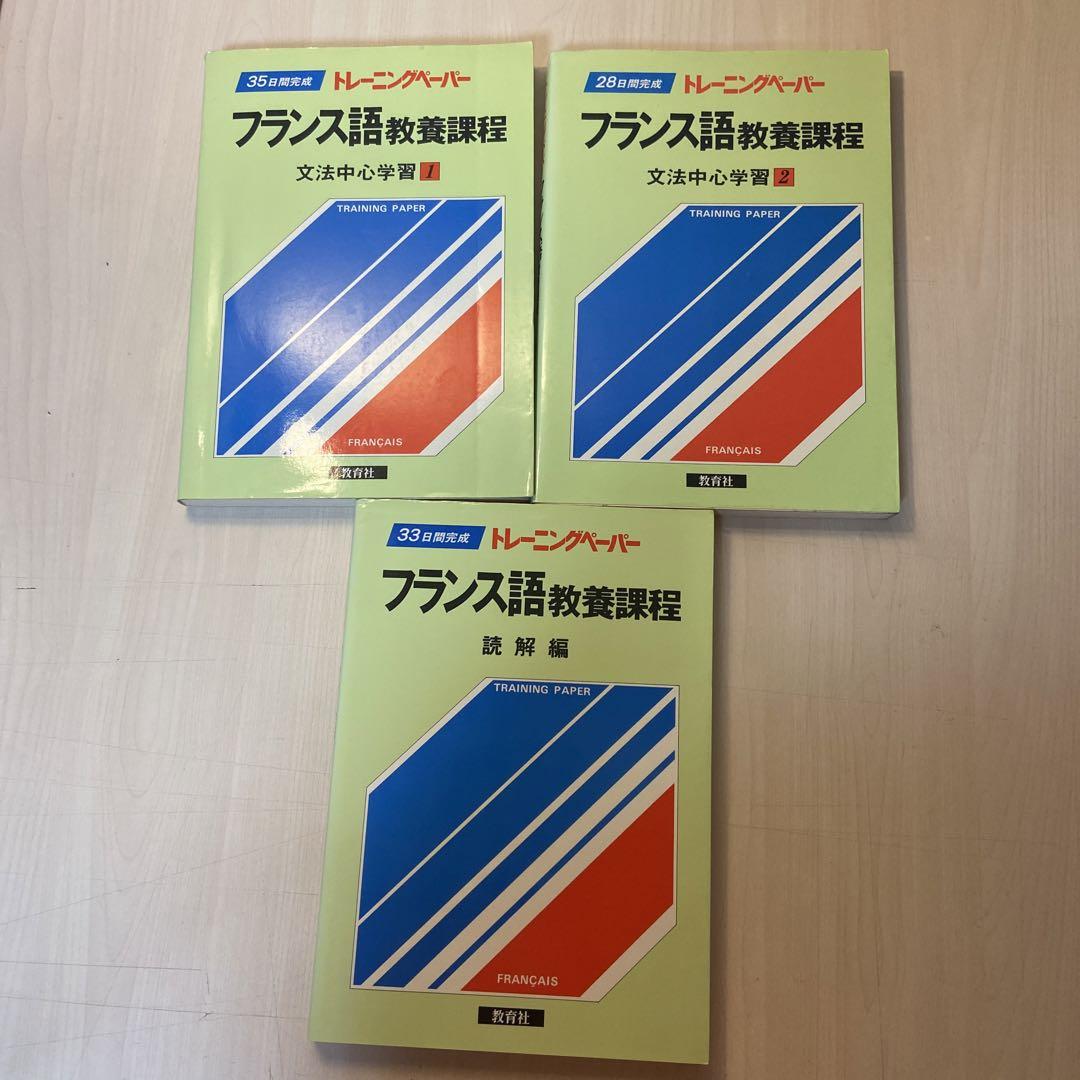 35日間完成 トレーニングペーパー
フランス語教養課程
文法中心学習 1
TRAINING PAPER
FRANÇAIS
教育社
28日間完成 トレーニングペーパー
フランス語教養課程
文法中心学習 2
TRAINING PAPER
FRANÇAIS
教育社
33日間完成 トレーニングペーパー
フランス語教養課程
読解編
TRAINING PAPER
FRANÇAIS
教育社